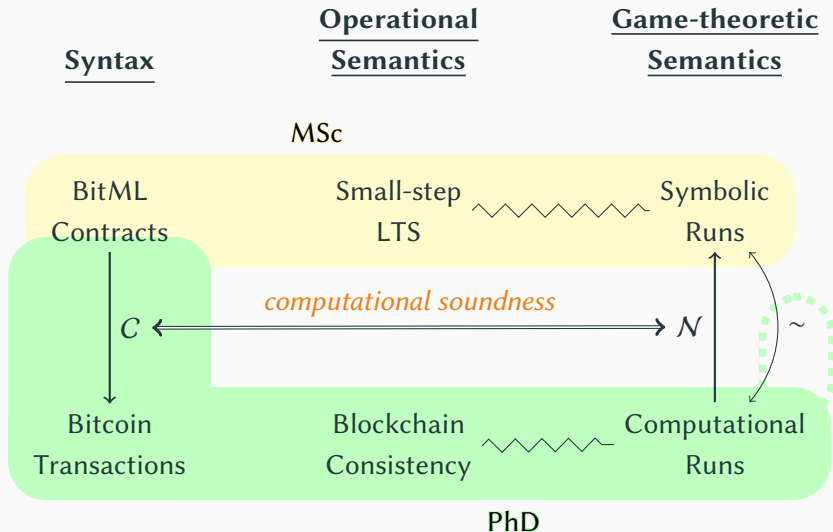 Syntax
Operational
Semantics
Game-theoretic
Semantics
MSc
BitML
Contracts
Small-step
LTS
Symbolic
Runs
computational soundness
C
N
~
Bitcoin
Transactions
Blockchain
Consistency
Computational
Runs
PhD